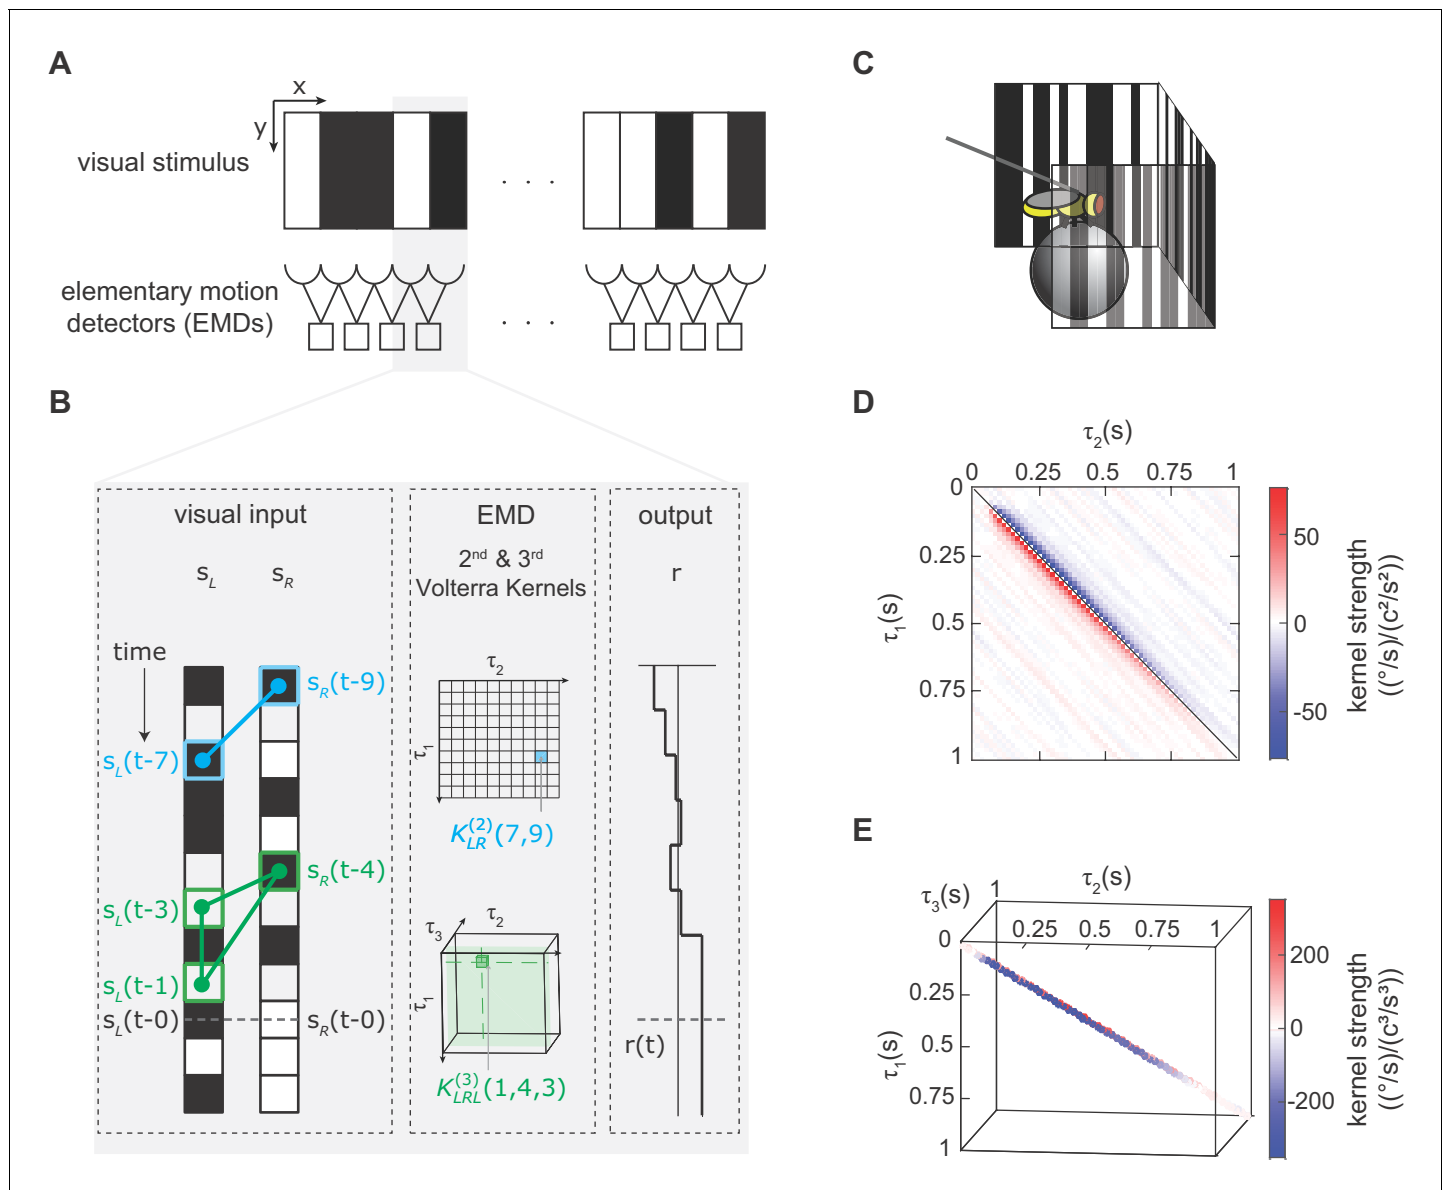 A
x
y
visual stimulus
. . .
elementary motion
detectors (EMDs)
. . .
B
visual input
s_L
s_R
time
s_R(t-9)
s_L(t-7)
s_R(t-4)
s_L(t-3)
s_L(t-1)
s_L(t-0)
s_R(t-0)
EMD
2nd & 3rd
Volterra Kernels
τ2
τ1
K_LR^(2)(7,9)
τ3
τ2
τ1
K_LRL^(3)(1,4,3)
output
r
r(t)
C
D
τ2(s)
0 0.25 0.5 0.75 1
0
0.25
0.5
0.75
1
τ1(s)
50
0
-50
kernel strength
((°/s)/(c²/s²))
E
τ3(s)
1
τ2(s)
0.25 0.5 0.75 1
0
0.25
0.5
0.75
1
τ1(s)
200
0
-200
kernel strength
((°/s)/(c³/s³))